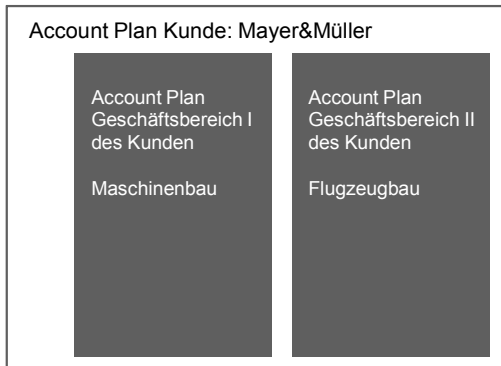 Account Plan Kunde: Mayer&Müller
Account Plan
Geschäftsbereich I
des Kunden
Maschinenbau
Account Plan
Geschäftsbereich II
des Kunden
Flugzeugbau